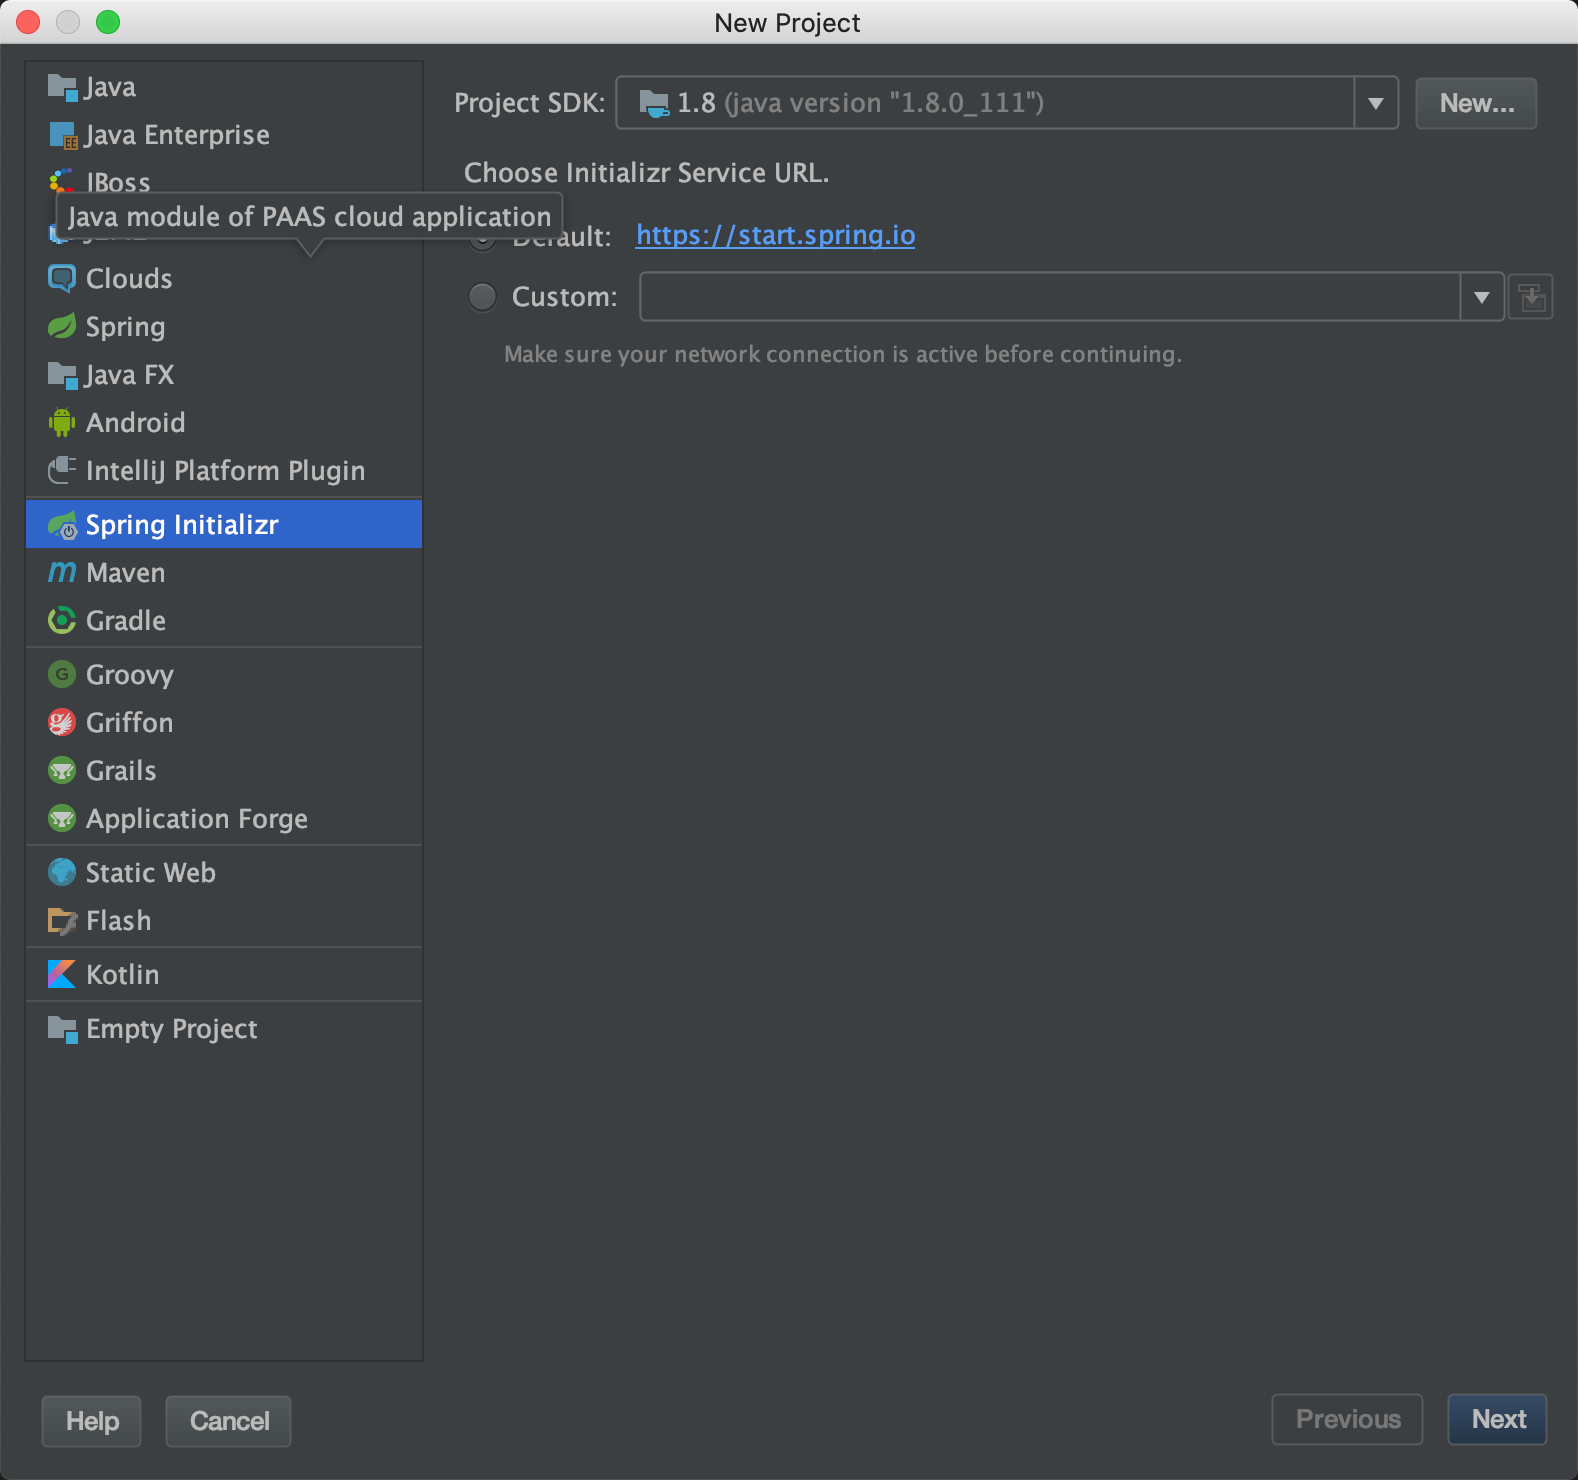 New Project
Java
Java Enterprise
JBoss
Java module of PAAS cloud application
Clouds
Spring
Java FX
Android
IntelliJ Platform Plugin
Spring Initializr
Maven
Gradle
Groovy
Griffon
Grails
Application Forge
Static Web
Flash
Kotlin
Empty Project
Project SDK: 1.8 (java version "1.8.0_111") New...
Choose Initializr Service URL.
Default: https://start.spring.io
Custom:
Make sure your network connection is active before continuing.
Help Cancel Previous Next